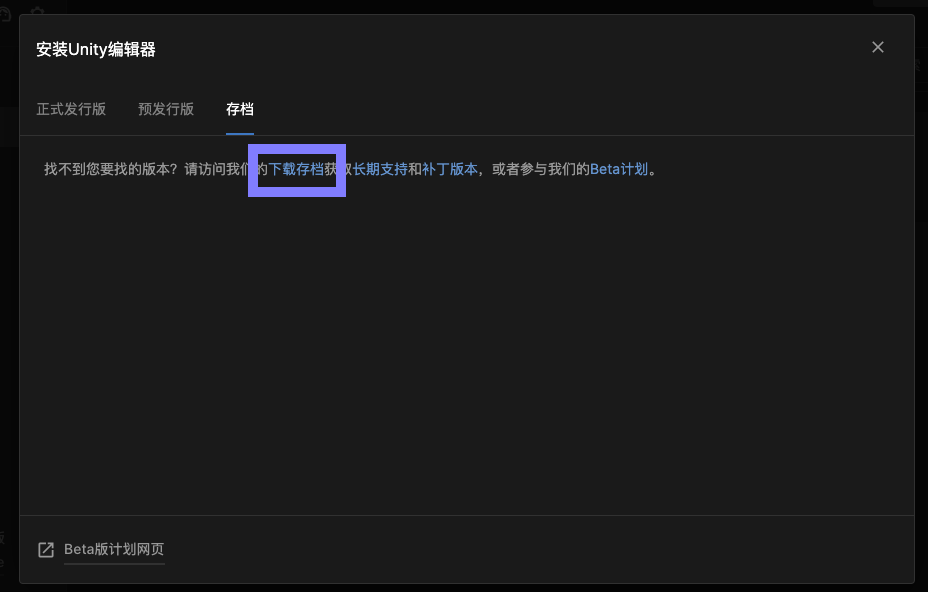 安装Unity编辑器
正式发行版 预发行版 存档
找不到您要找的版本？请访问我们的下载存档获取长期支持和补丁版本，或者参与我们的Beta计划。
Beta版计划网页